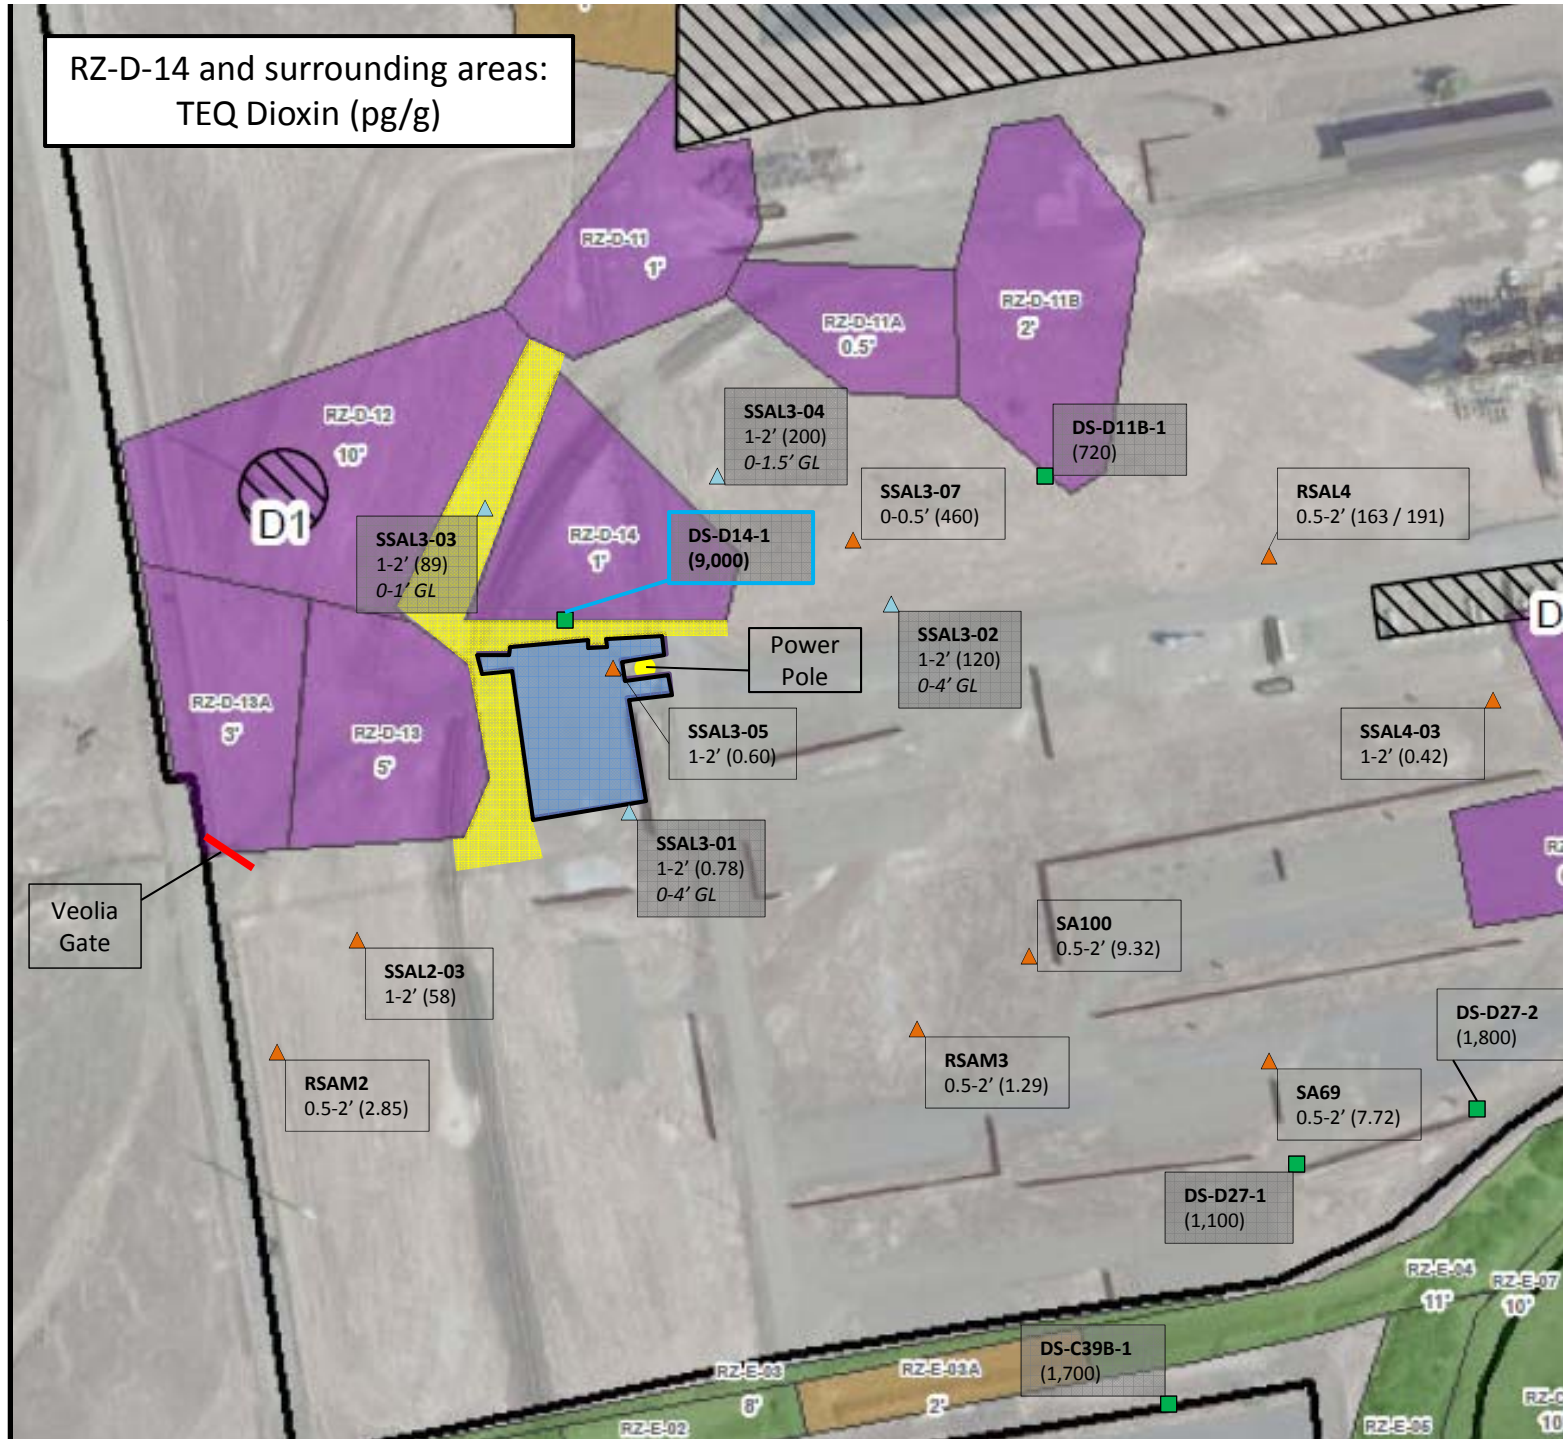 RZ-D-14 and surrounding areas:
TEQ Dioxin (pg/g)
RZ-D-11
1'
RZ-D-11A
0.5'
RZ-D-11B
2'
RZ-D-12
10'
D1
SSAL3-04
1-2’ (200)
0-1.5’ GL
DS-D11B-1
(720)
SSAL3-07
0-0.5’ (460)
RSAL4
0.5-2’ (163 / 191)
SSAL3-03
1-2’ (89)
0-1’ GL
RZ-D-14
1'
DS-D14-1
(9,000)
SSAL3-02
1-2’ (120)
0-4’ GL
D
Power
Pole
RZ-D-13A
3'
RZ-D-13
5'
SSAL3-05
1-2’ (0.60)
SSAL4-03
1-2’ (0.42)
SSAL3-01
1-2’ (0.78)
0-4’ GL
RZ
Veolia
Gate
SA100
0.5-2’ (9.32)
SSAL2-03
1-2’ (58)
DS-D27-2
(1,800)
RSAM2
0.5-2’ (2.85)
RSAM3
0.5-2’ (1.29)
SA69
0.5-2’ (7.72)
DS-D27-1
(1,100)
RZ-E-04
11'
RZ-E-07
10'
DS-C39B-1
(1,700)
RZ-E-03
8'
RZ-E-03A
2'
RZ-E-02
RZ-E-05
RZ-C
10